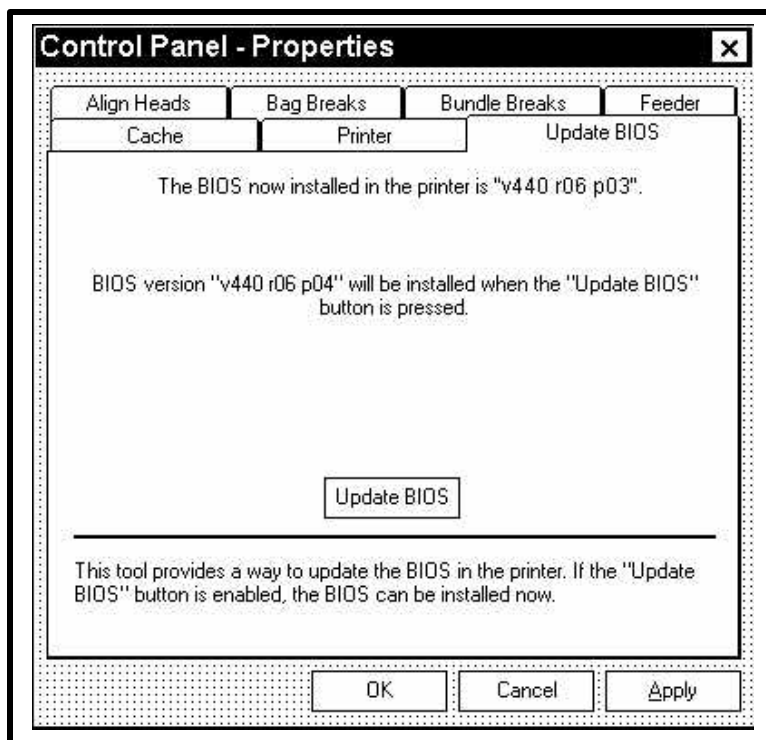 Control Panel - Properties
Align Heads Bag Breaks Bundle Breaks Feeder
Cache Printer Update BIOS
The BIOS now installed in the printer is "v440 r06 p03".
BIOS version "v440 r06 p04" will be installed when the "Update BIOS"
button is pressed.
Update BIOS
This tool provides a way to update the BIOS in the printer. If the "Update
BIOS" button is enabled, the BIOS can be installed now.
OK Cancel Apply